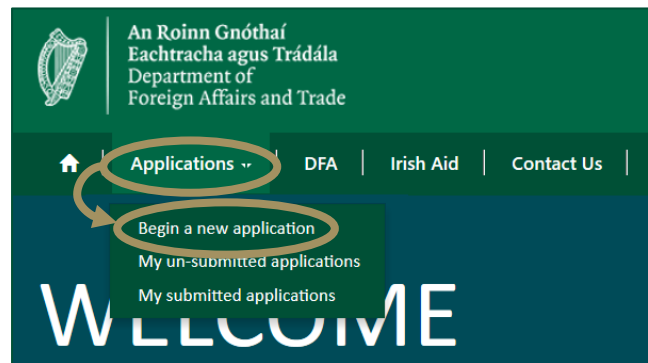 An Roinn Gnóthaí
Eachtracha agus Trádála
Department of
Foreign Affairs and Trade
Applications DFA Irish Aid Contact Us
Begin a new application
My un-submitted applications
My submitted applications
WELCOME